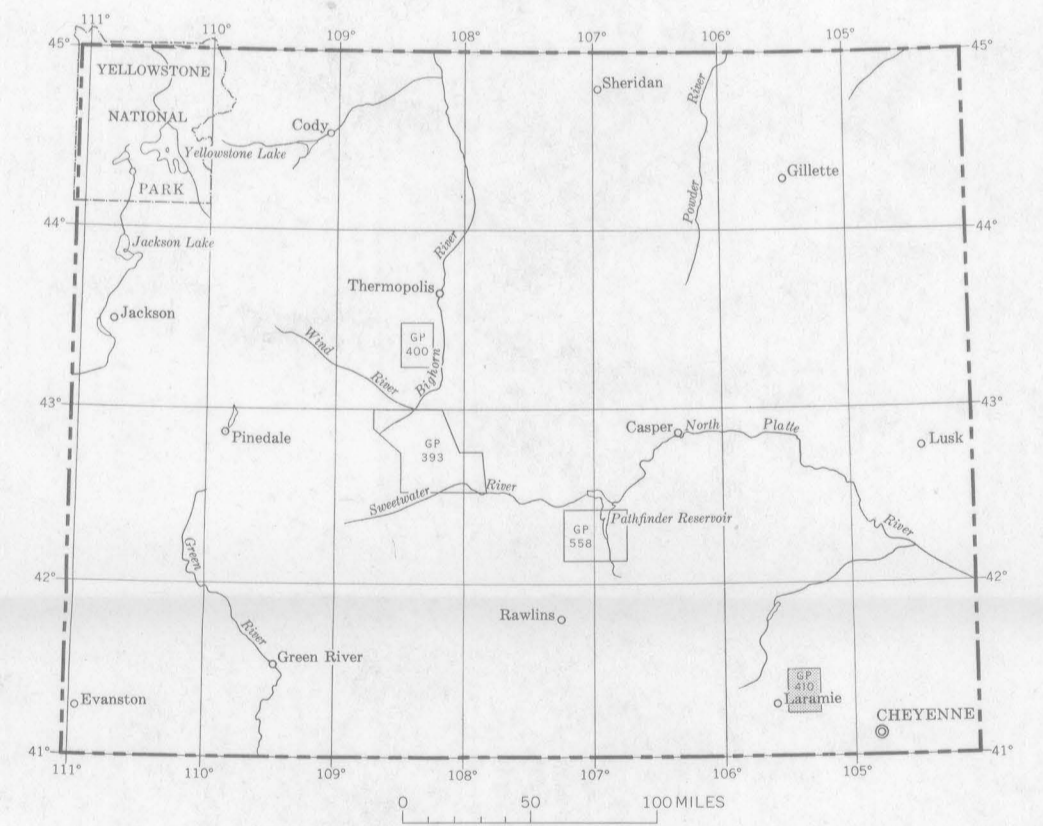 111°
110°
109°
108°
107°
106°
105°
45°
45°
YELLOWSTONE
NATIONAL
PARK
Yellowstone Lake
Cody
Sheridan
River
Powder
Gillette
44°
44°
Jackson Lake
Jackson
River
Thermopolis
GP
400
Wind
River
Bighorn
43°
43°
Pinedale
GP
393
Casper
North
Platte
River
Lusk
Sweetwater
River
Pathfinder Reservoir
GP
558
Green
River
42°
42°
Rawlins
Green River
Evanston
GP
410
Laramie
CHEYENNE
41°
41°
111°
110°
109°
108°
107°
106°
105°
0 50 100 MILES